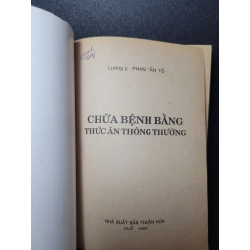 Lương y PHAN TẤN TÔ
CHỮA BỆNH BẰNG
THỨC ĂN THÔNG THƯỜNG
NHÀ XUẤT BẢN THUẬN HÓA
HUẾ